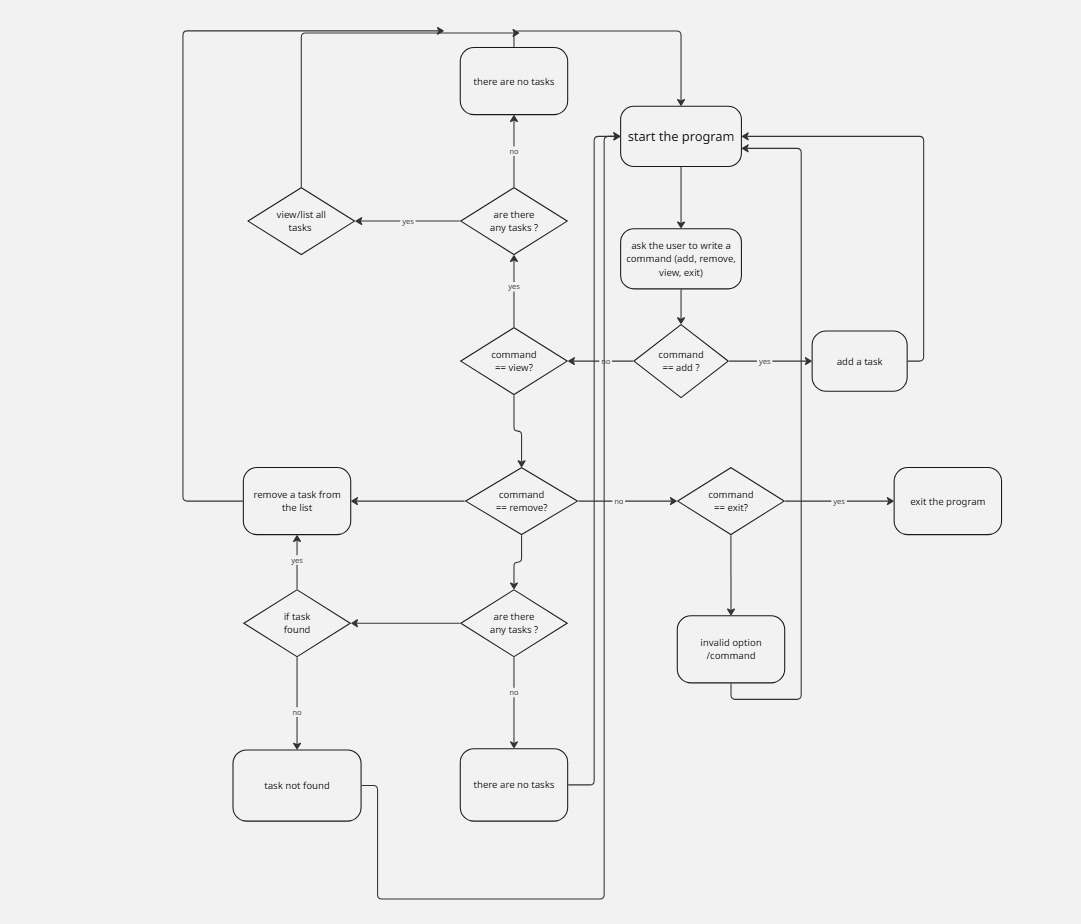 there are no tasks
start the program
no
view/list all
tasks
yes
are there
any tasks ?
ask the user to write a
command (add, remove,
view, exit)
yes
command
== view?
no
command
== add ?
yes
add a task
remove a task from
the list
command
== remove?
no
command
== exit?
yes
exit the program
yes
if task
found
are there
any tasks ?
invalid option
/command
no
no
task not found
there are no tasks